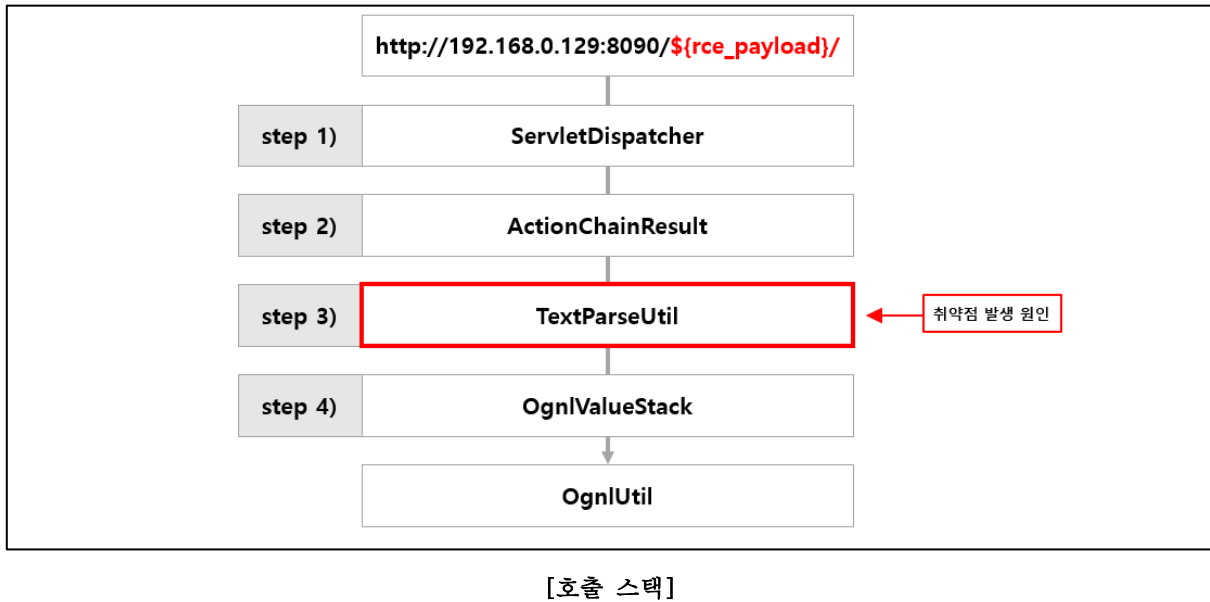 http://192.168.0.129:8090/${rce_payload}/
step 1) ServletDispatcher
step 2) ActionChainResult
step 3) TextParseUtil
취약점 발생 원인
step 4) OgnlValueStack
OgnlUtil
[호출 스택]